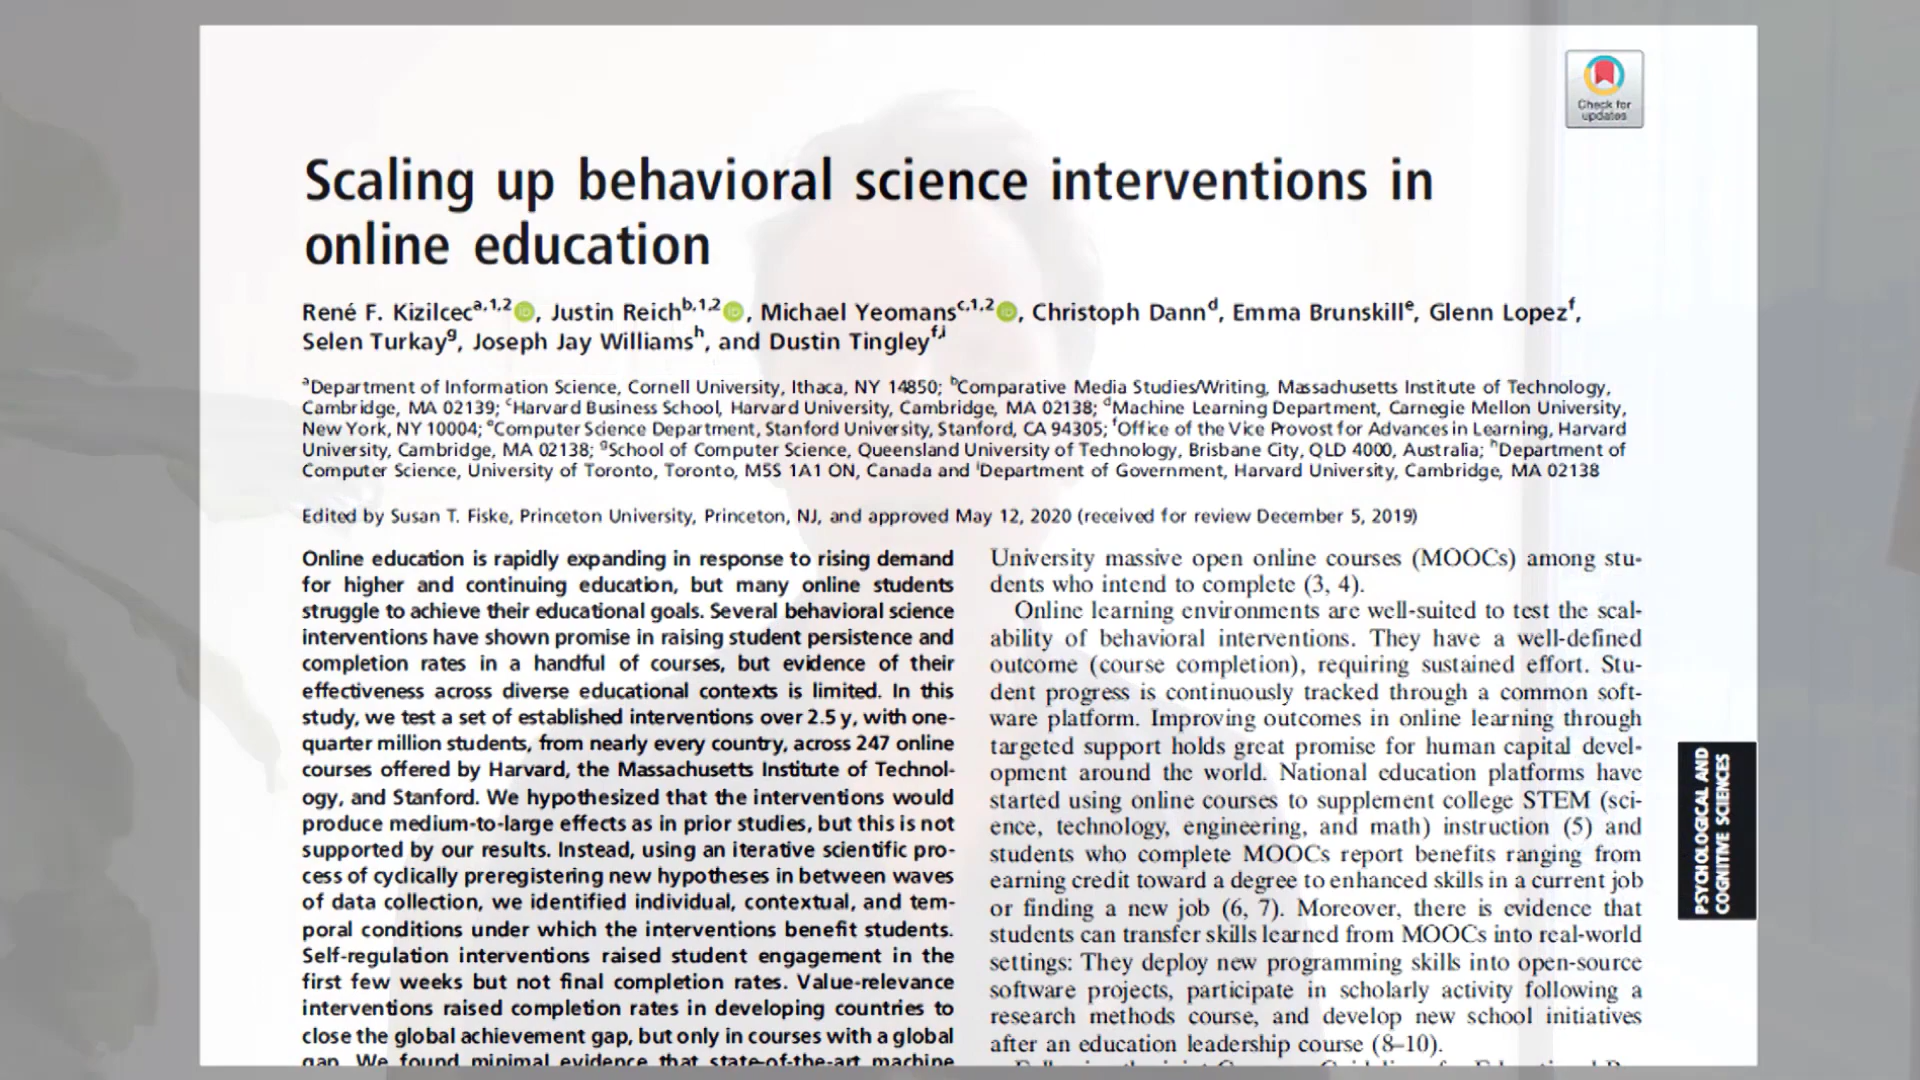 Check for
updates
Scaling up behavioral science interventions in
online education
René F. Kizilcec^a,1,2, Justin Reich^b,1,2, Michael Yeomans^c,1,2, Christoph Dann^d, Emma Brunskill^e, Glenn Lopez^f,
Selen Turkay^g, Joseph Jay Williams^h, and Dustin Tingley^f,i
^aDepartment of Information Science, Cornell University, Ithaca, NY 14850; ^bComparative Media Studies/Writing, Massachusetts Institute of Technology,
Cambridge, MA 02139; ^cHarvard Business School, Harvard University, Cambridge, MA 02138; ^dMachine Learning Department, Carnegie Mellon University,
New York, NY 10004; ^eComputer Science Department, Stanford University, Stanford, CA 94305; ^fOffice of the Vice Provost for Advances in Learning, Harvard
University, Cambridge, MA 02138; ^gSchool of Computer Science, Queensland University of Technology, Brisbane City, QLD 4000, Australia; ^hDepartment of
Computer Science, University of Toronto, Toronto, M5S 1A1 ON, Canada and ^iDepartment of Government, Harvard University, Cambridge, MA 02138
Edited by Susan T. Fiske, Princeton University, Princeton, NJ, and approved May 12, 2020 (received for review December 5, 2019)
Online education is rapidly expanding in response to rising demand
for higher and continuing education, but many online students
struggle to achieve their educational goals. Several behavioral science
interventions have shown promise in raising student persistence and
completion rates in a handful of courses, but evidence of their
effectiveness across diverse educational contexts is limited. In this
study, we test a set of established interventions over 2.5 y, with one-
quarter million students, from nearly every country, across 247 online
courses offered by Harvard, the Massachusetts Institute of Technol-
ogy, and Stanford. We hypothesized that the interventions would
produce medium-to-large effects as in prior studies, but this is not
supported by our results. Instead, using an iterative scientific pro-
cess of cyclically preregistering new hypotheses in between waves
of data collection, we identified individual, contextual, and tem-
poral conditions under which the interventions benefit students.
Self-regulation interventions raised student engagement in the
first few weeks but not final completion rates. Value-relevance
interventions raised completion rates in developing countries to
close the global achievement gap, but only in courses with a global
gap. We found minimal evidence that state-of-the-art machine
University massive open online courses (MOOCs) among stu-
dents who intend to complete (3, 4).
Online learning environments are well-suited to test the scal-
ability of behavioral interventions. They have a well-defined
outcome (course completion), requiring sustained effort. Stu-
dent progress is continuously tracked through a common soft-
ware platform. Improving outcomes in online learning through
targeted support holds great promise for human capital devel-
opment around the world. National education platforms have
started using online courses to supplement college STEM (sci-
ence, technology, engineering, and math) instruction (5) and
students who complete MOOCs report benefits ranging from
earning credit toward a degree to enhanced skills in a current job
or finding a new job (6, 7). Moreover, there is evidence that
students can transfer skills learned from MOOCs into real-world
settings: They deploy new programming skills into open-source
software projects, participate in scholarly activity following a
research methods course, and develop new school initiatives
after an education leadership course (8–10).
PSYCHOLOGICAL AND
COGNITIVE SCIENCES